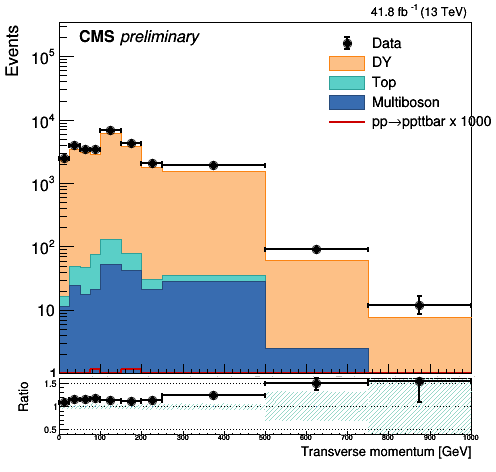 41.8 fb⁻¹ (13 TeV)
CMS preliminary
Events
10⁵
10⁴
10³
10²
10
1
Data
DY
Top
Multiboson
pp→ppttbar x 1000
Ratio
1.5
1
0.5
0 100 200 300 400 500 600 700 800 900 1000
Transverse momentum [GeV]